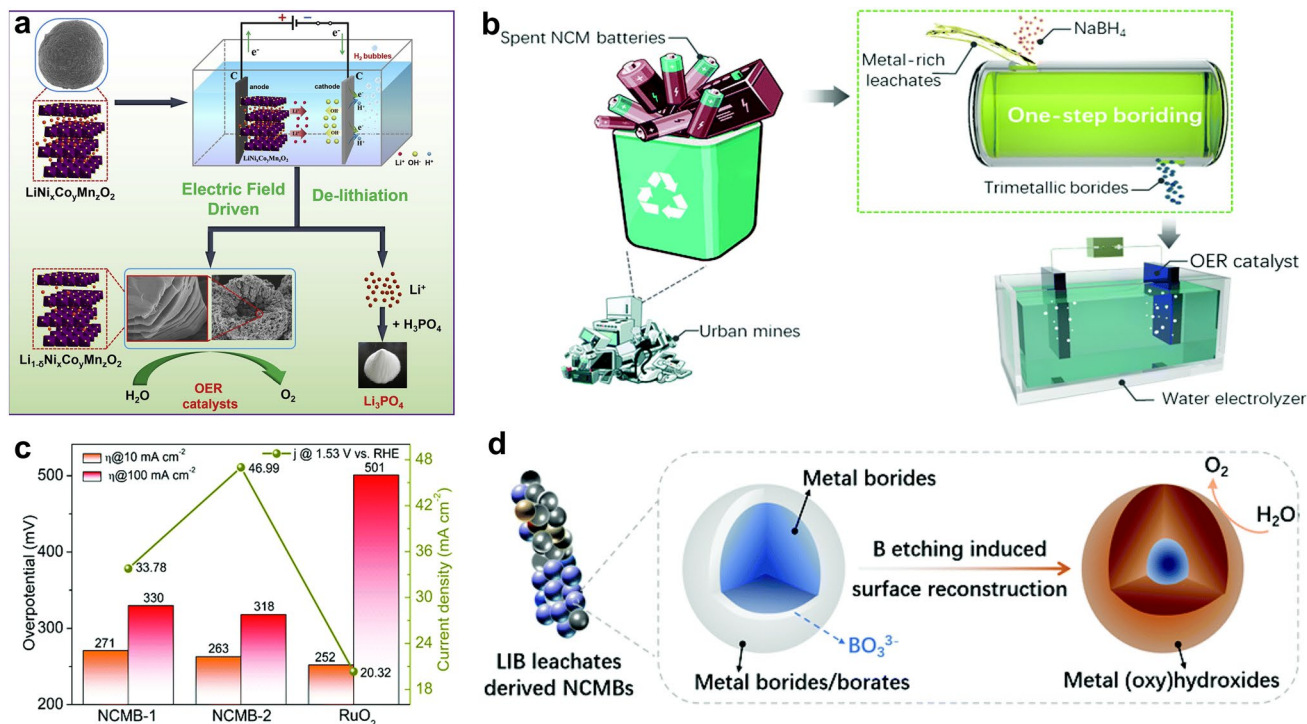 a
+ −
e⁻ e⁻
H₂ bubbles
C C
anode cathode
Li⁺ OH⁻ e⁻
H⁺
e⁻
H⁺
LiNiₓCoᵧMn₂O₂
Li⁺ OH⁻ H⁺
LiNiₓCoᵧMn₂O₂
Electric Field
Driven
De-lithiation
Li⁺
+ H₃PO₄
Li₃PO₄
Li₁₋δNiₓCoᵧMn₂O₂
H₂O
OER
catalysts
O₂
b
Spent NCM batteries
Urban mines
NaBH₄
Metal-rich
leachates
One-step boriding
Trimetallic borides
OER catalyst
Water electrolyzer
c
η@10 mA cm⁻²
η@100 mA cm⁻²
j @ 1.53 V vs. RHE
Overpotential (mV)
500
400
300
200
Current density (mA cm⁻²)
48
42
36
30
24
18
33.78
46.99
20.32
271
330
263
318
252
501
NCMB-1 NCMB-2 RuO₂
d
LIB leachates
derived NCMBs
Metal borides
BO₃³⁻
Metal borides/borates
B etching induced
surface reconstruction
O₂
H₂O
Metal (oxy)hydroxides